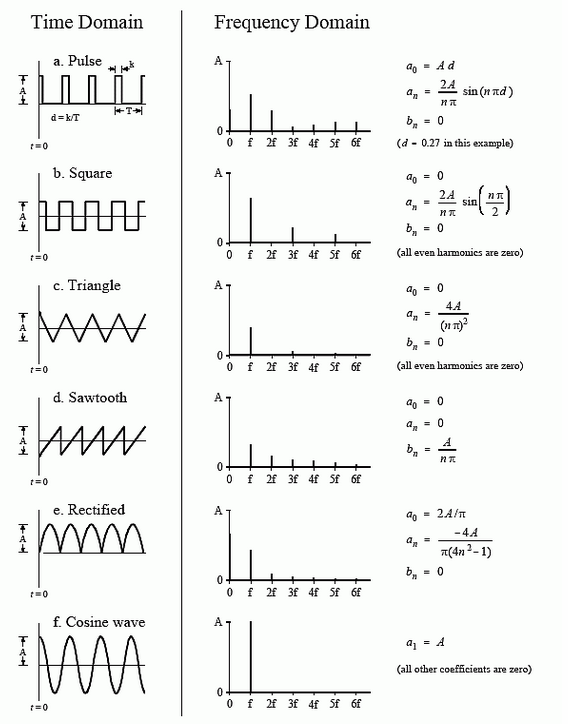 Time Domain
Frequency Domain
a. Pulse
k
A
T
d = k/T
t = 0
A
0
0 f 2f 3f 4f 5f 6f
a₀ = A d
aₙ = 2A/nπ sin(nπd)
bₙ = 0
(d = 0.27 in this example)
b. Square
A
t = 0
A
0
0 f 2f 3f 4f 5f 6f
a₀ = 0
aₙ = 2A/nπ sin(nπ/2)
bₙ = 0
(all even harmonics are zero)
c. Triangle
A
t = 0
A
0
0 f 2f 3f 4f 5f 6f
a₀ = 0
aₙ = 4A/(nπ)²
bₙ = 0
(all even harmonics are zero)
d. Sawtooth
A
t = 0
A
0
0 f 2f 3f 4f 5f 6f
a₀ = 0
aₙ = 0
bₙ = A/nπ
e. Rectified
A
t = 0
A
0
0 f 2f 3f 4f 5f 6f
a₀ = 2A/π
aₙ = -4A/π(4n²-1)
bₙ = 0
f. Cosine wave
A
t = 0
A
0
0 f 2f 3f 4f 5f 6f
a₁ = A
(all other coefficients are zero)